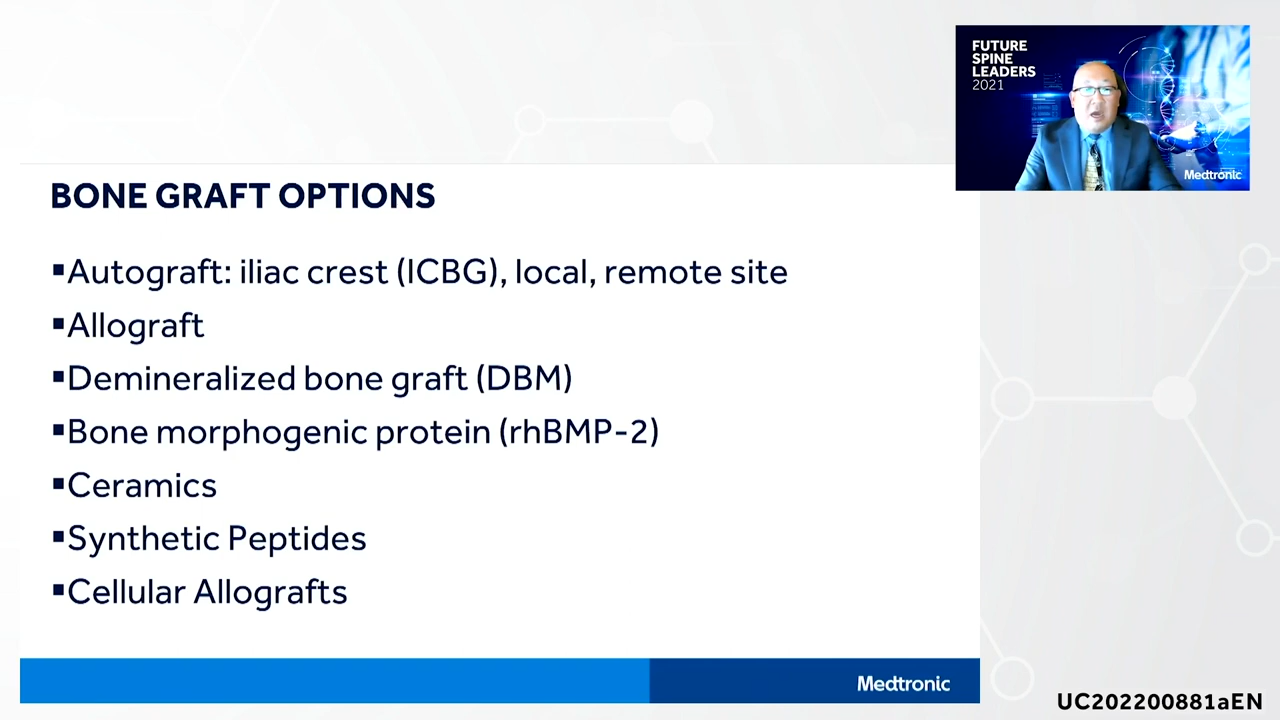 FUTURE
SPINE
LEADERS
2021
Medtronic
BONE GRAFT OPTIONS
▪Autograft: iliac crest (ICBG), local, remote site
▪Allograft
▪Demineralized bone graft (DBM)
▪Bone morphogenic protein (rhBMP-2)
▪Ceramics
▪Synthetic Peptides
▪Cellular Allografts
Medtronic
UC202200881aEN